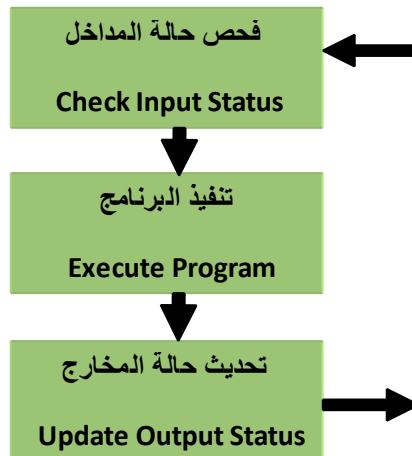 فحص حالة المداخل
Check Input Status
تنفيذ البرنامج
Execute Program
تحديث حالة المخارج
Update Output Status